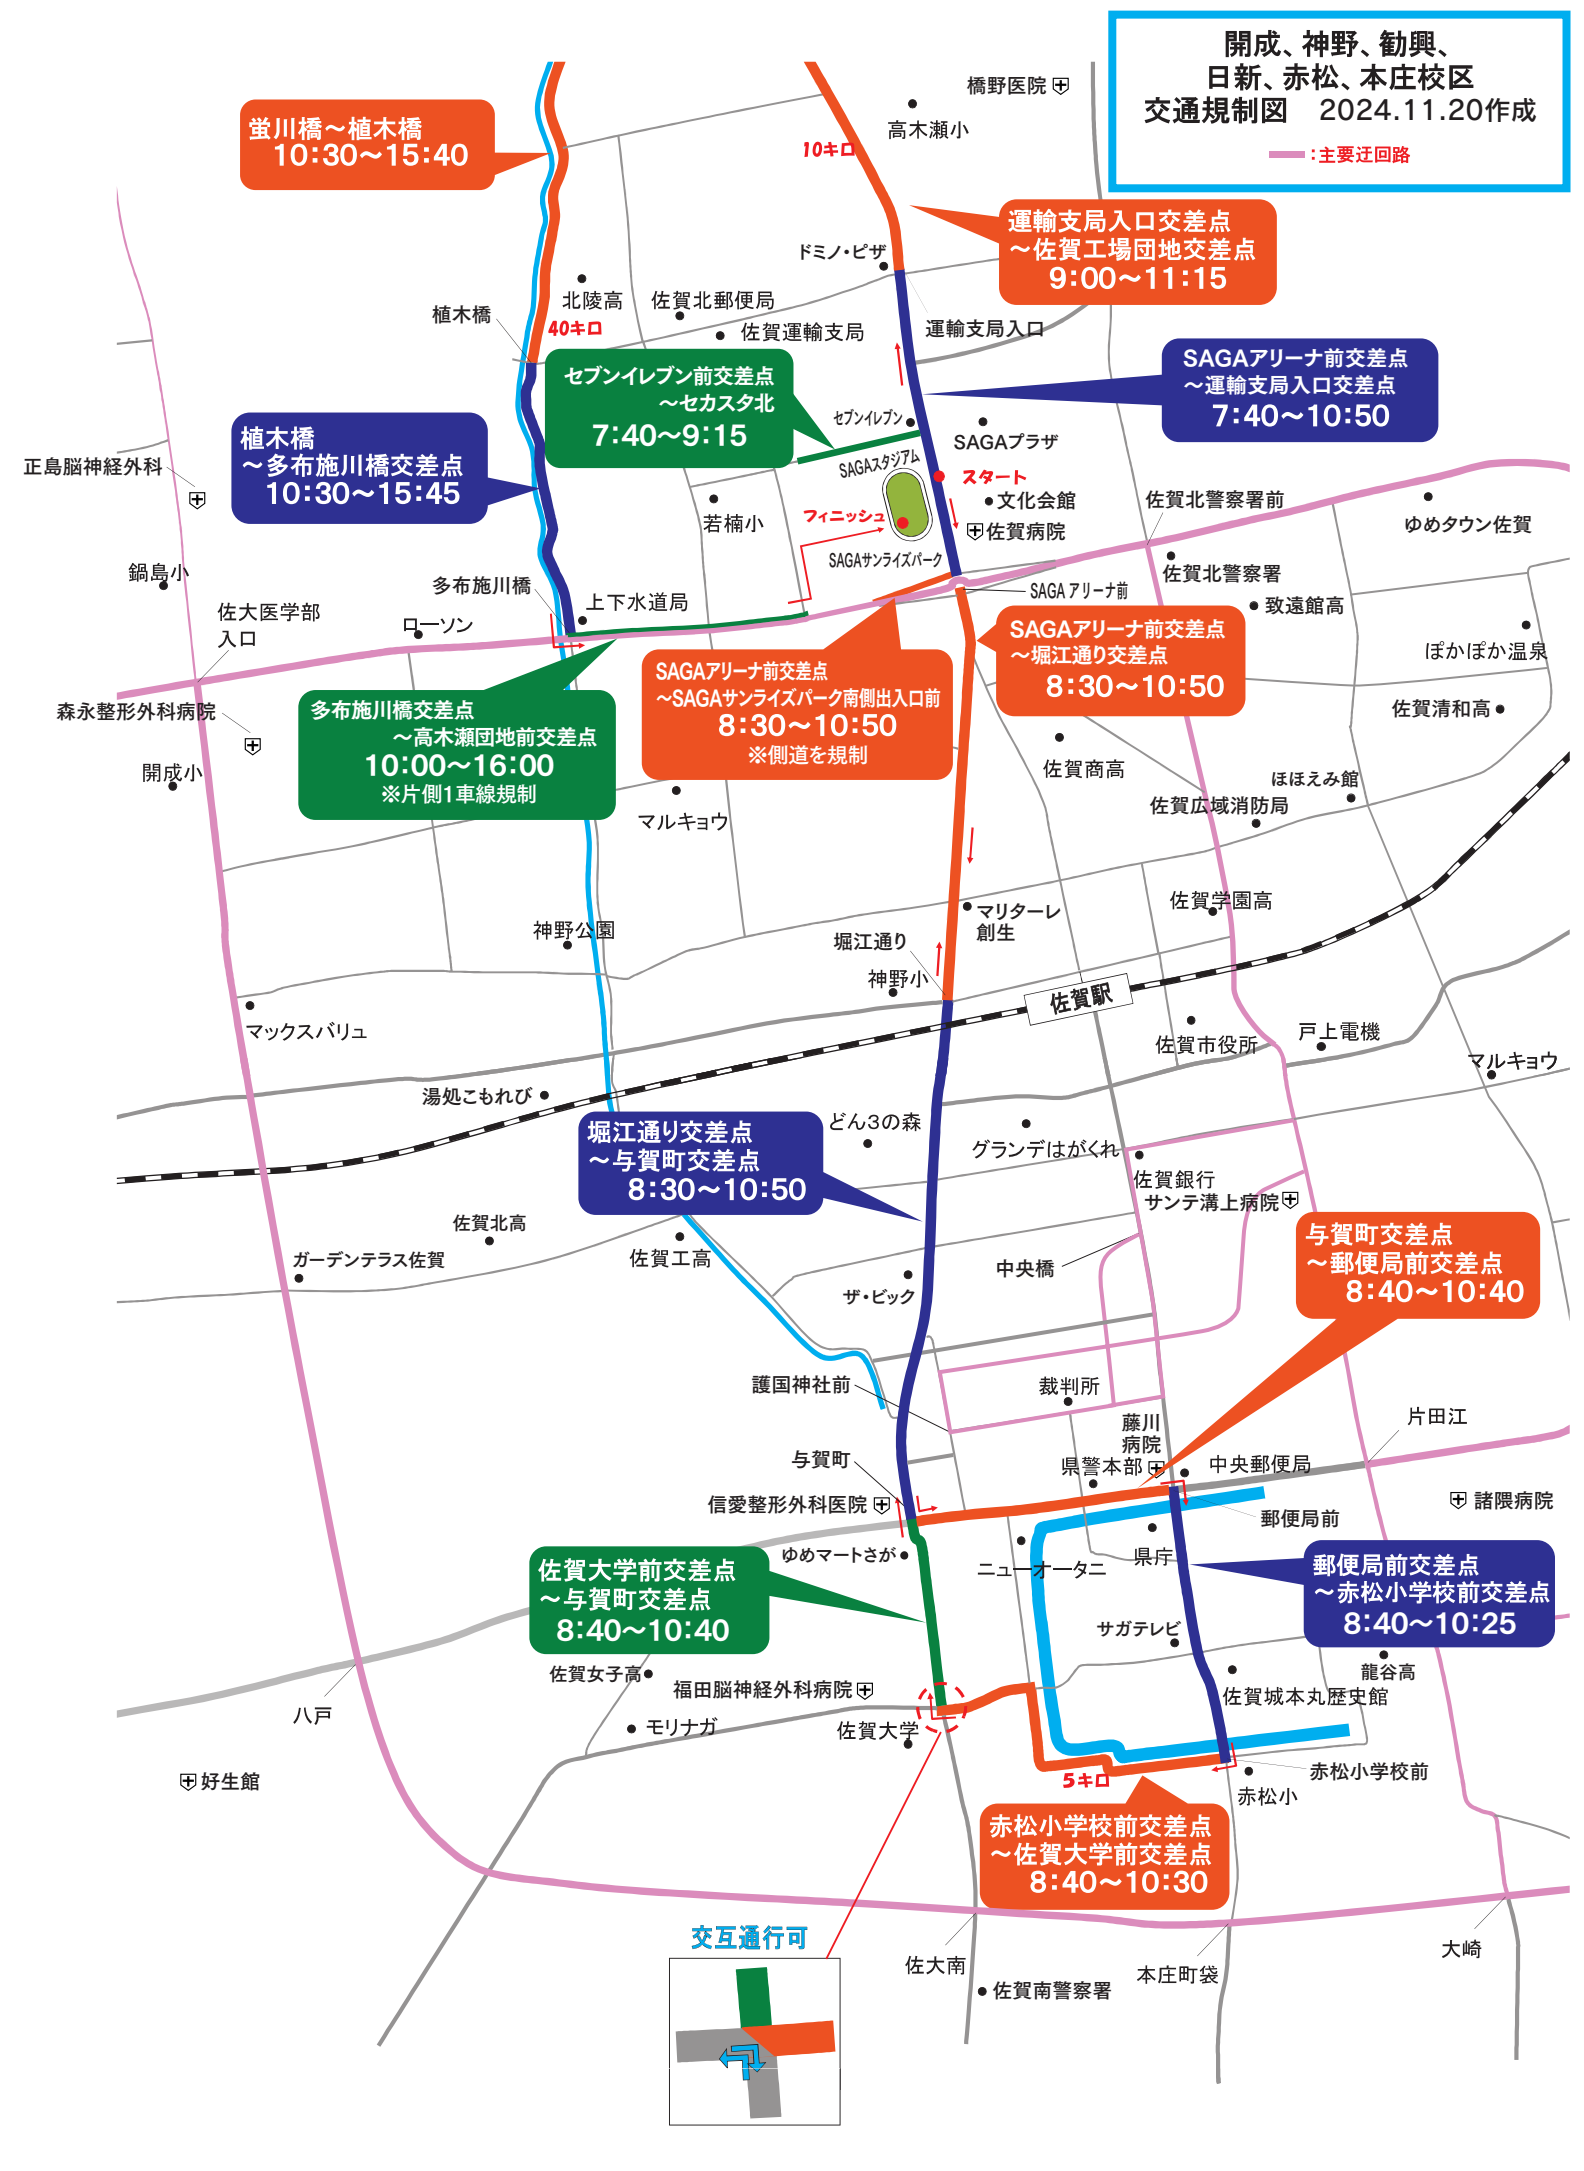 開成、神野、勧興、
日新、赤松、本庄校区
交通規制図　2024.11.20作成
：主要迂回路
橋野医院
高木瀬小
蛍川橋～植木橋
10：30～15：40
10キロ
運輸支局入口交差点
～佐賀工場団地交差点
9：00～11：15
ドミノ・ピザ
北陵高
佐賀北郵便局
植木橋
40キロ
佐賀運輸支局
運輸支局入口
セブンイレブン前交差点
～セカスタ北
7：40～9：15
SAGAアリーナ前交差点
～運輸支局入口交差点
7：40～10：50
セブンイレブン
SAGAプラザ
植木橋
～多布施川橋交差点
10：30～15：45
SAGAスタジアム
正島脳神経外科
スタート
文化会館
佐賀北警察署前
ゆめタウン佐賀
若楠小
フィニッシュ
佐賀病院
SAGAサンライズパーク
鍋島小
多布施川橋
佐賀北警察署
SAGA アリーナ前
上下水道局
致遠館高
佐大医学部
入口
ローソン
SAGAアリーナ前交差点
～堀江通り交差点
8：30～10：50
ぽかぽか温泉
SAGAアリーナ前交差点
～SAGAサンライズパーク南側出入口前
8：30～10：50
※側道を規制
森永整形外科病院
多布施川橋交差点
～高木瀬団地前交差点
10：00～16：00
※片側1車線規制
佐賀清和高
開成小
佐賀商高
ほほえみ館
マルキョウ
佐賀広域消防局
佐賀学園高
マリターレ
創生
神野公園
堀江通り
神野小
佐賀駅
マックスバリュ
佐賀市役所
戸上電機
マルキョウ
湯処こもれび
堀江通り交差点
～与賀町交差点
8：30～10：50
どん3の森
グランデはがくれ
佐賀銀行
サンテ溝上病院
佐賀北高
与賀町交差点
～郵便局前交差点
8：40～10：40
ガーデンテラス佐賀
佐賀工高
中央橋
ザ・ビック
護国神社前
裁判所
藤川
病院
片田江
与賀町
県警本部
中央郵便局
信愛整形外科医院
諸隈病院
郵便局前
ゆめマートさが
ニューオータニ
県庁
佐賀大学前交差点
～与賀町交差点
8：40～10：40
郵便局前交差点
～赤松小学校前交差点
8：40～10：25
サガテレビ
佐賀女子高
龍谷高
福田脳神経外科病院
佐賀城本丸歴史館
八戸
モリナガ
佐賀大学
好生館
5キロ
赤松小学校前
赤松小
赤松小学校前交差点
～佐賀大学前交差点
8：40～10：30
交互通行可
佐大南
本庄町袋
大崎
佐賀南警察署